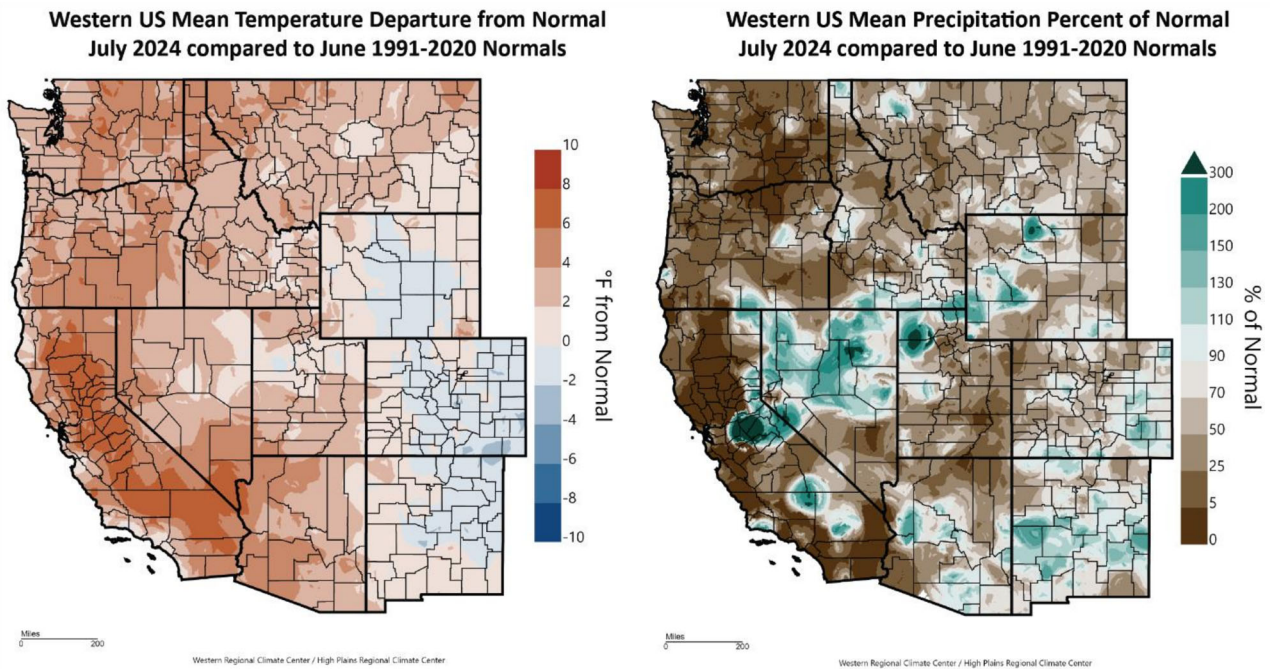 Western US Mean Temperature Departure from Normal
July 2024 compared to June 1991-2020 Normals
10
8
6
4
2
0
-2
-4
-6
-8
-10
°F from Normal
Miles
0 200
Western Regional Climate Center / High Plains Regional Climate Center
Western US Mean Precipitation Percent of Normal
July 2024 compared to June 1991-2020 Normals
300
200
150
130
110
90
70
50
25
5
0
% of Normal
Miles
0 200
Western Regional Climate Center / High Plains Regional Climate Center